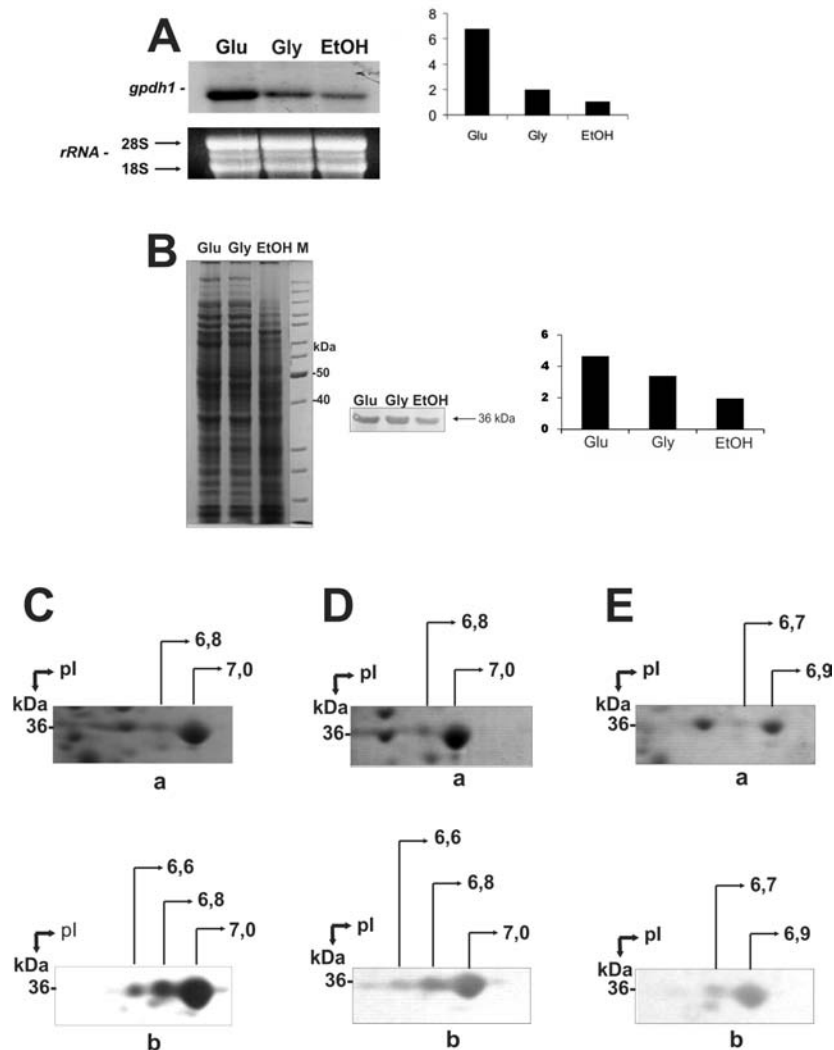 A
Glu Gly EtOH
gpdh1 -
rRNA -
28S
18S
8
6
4
2
0
Glu Gly EtOH
B
Glu Gly EtOH M
kDa
-50
-40
Glu Gly EtOH
36 kDa
6
4
2
0
Glu Gly EtOH
C
6,8
7,0
pI
kDa
36-
a
6,6
6,8
7,0
pI
kDa
36-
b
D
6,8
7,0
pI
kDa
36-
a
6,6
6,8
7,0
pI
kDa
36-
b
E
6,7
6,9
pI
kDa
36-
a
6,7
6,9
pI
kDa
36-
b